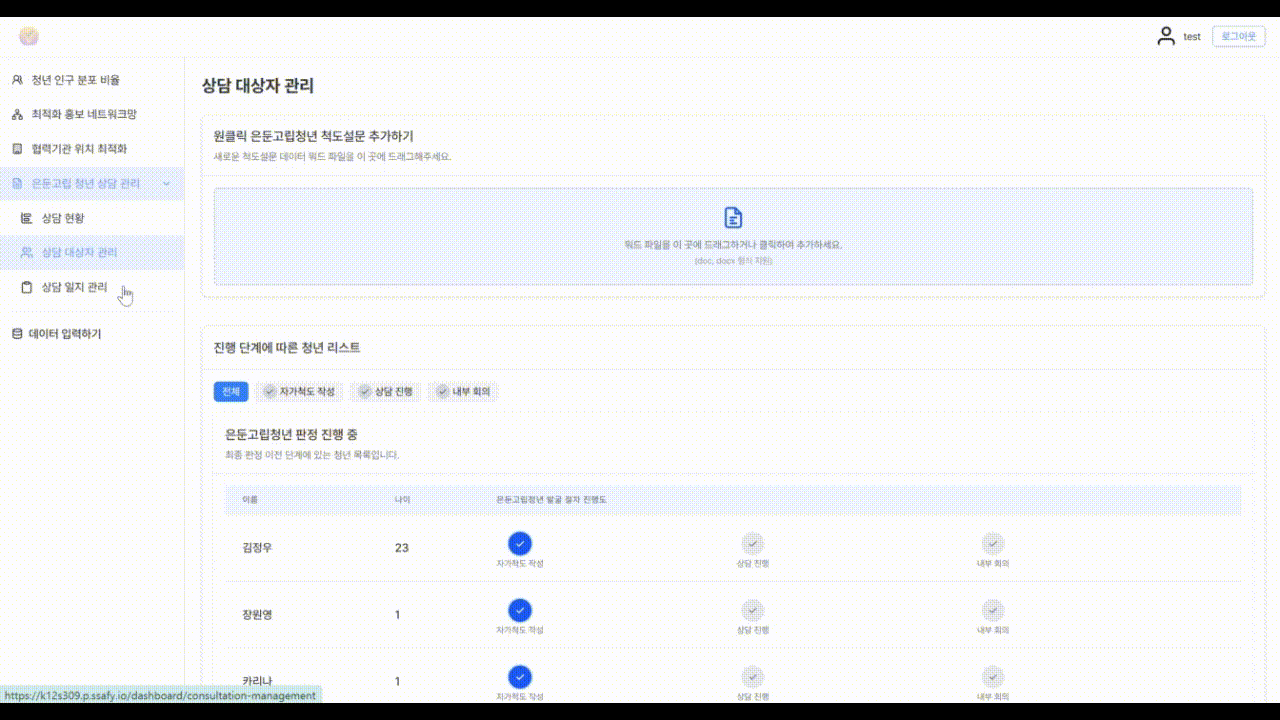 test
로그아웃
청년 인구 분포 비율
최적화 홍보 네트워크망
협력기관 위치 최적화
은둔고립 청년 상담 관리
상담 현황
상담 대상자 관리
상담 일지 관리
데이터 입력하기
상담 대상자 관리
원클릭 은둔고립청년 척도설문 추가하기
새로운 척도설문 데이터 워드 파일을 이 곳에 드래그해주세요.
워드 파일을 이 곳에 드래그하거나 클릭하여 추가하세요.
(doc, docx 형식 지원)
진행 단계에 따른 청년 리스트
전체 자가척도 작성 상담 진행 내부 회의
은둔고립청년 판정 진행 중
최종 판정 이전 단계에 있는 청년 목록입니다.
이름 나이 은둔고립청년 발굴 절차 진행도
김정우 23
자가척도 작성 상담 진행 내부 회의
장원영 1
자가척도 작성 상담 진행 내부 회의
카리나 1
자가척도 작성 상담 진행 내부 회의
https://k12s309.p.ssafy.io/dashboard/consultation-management